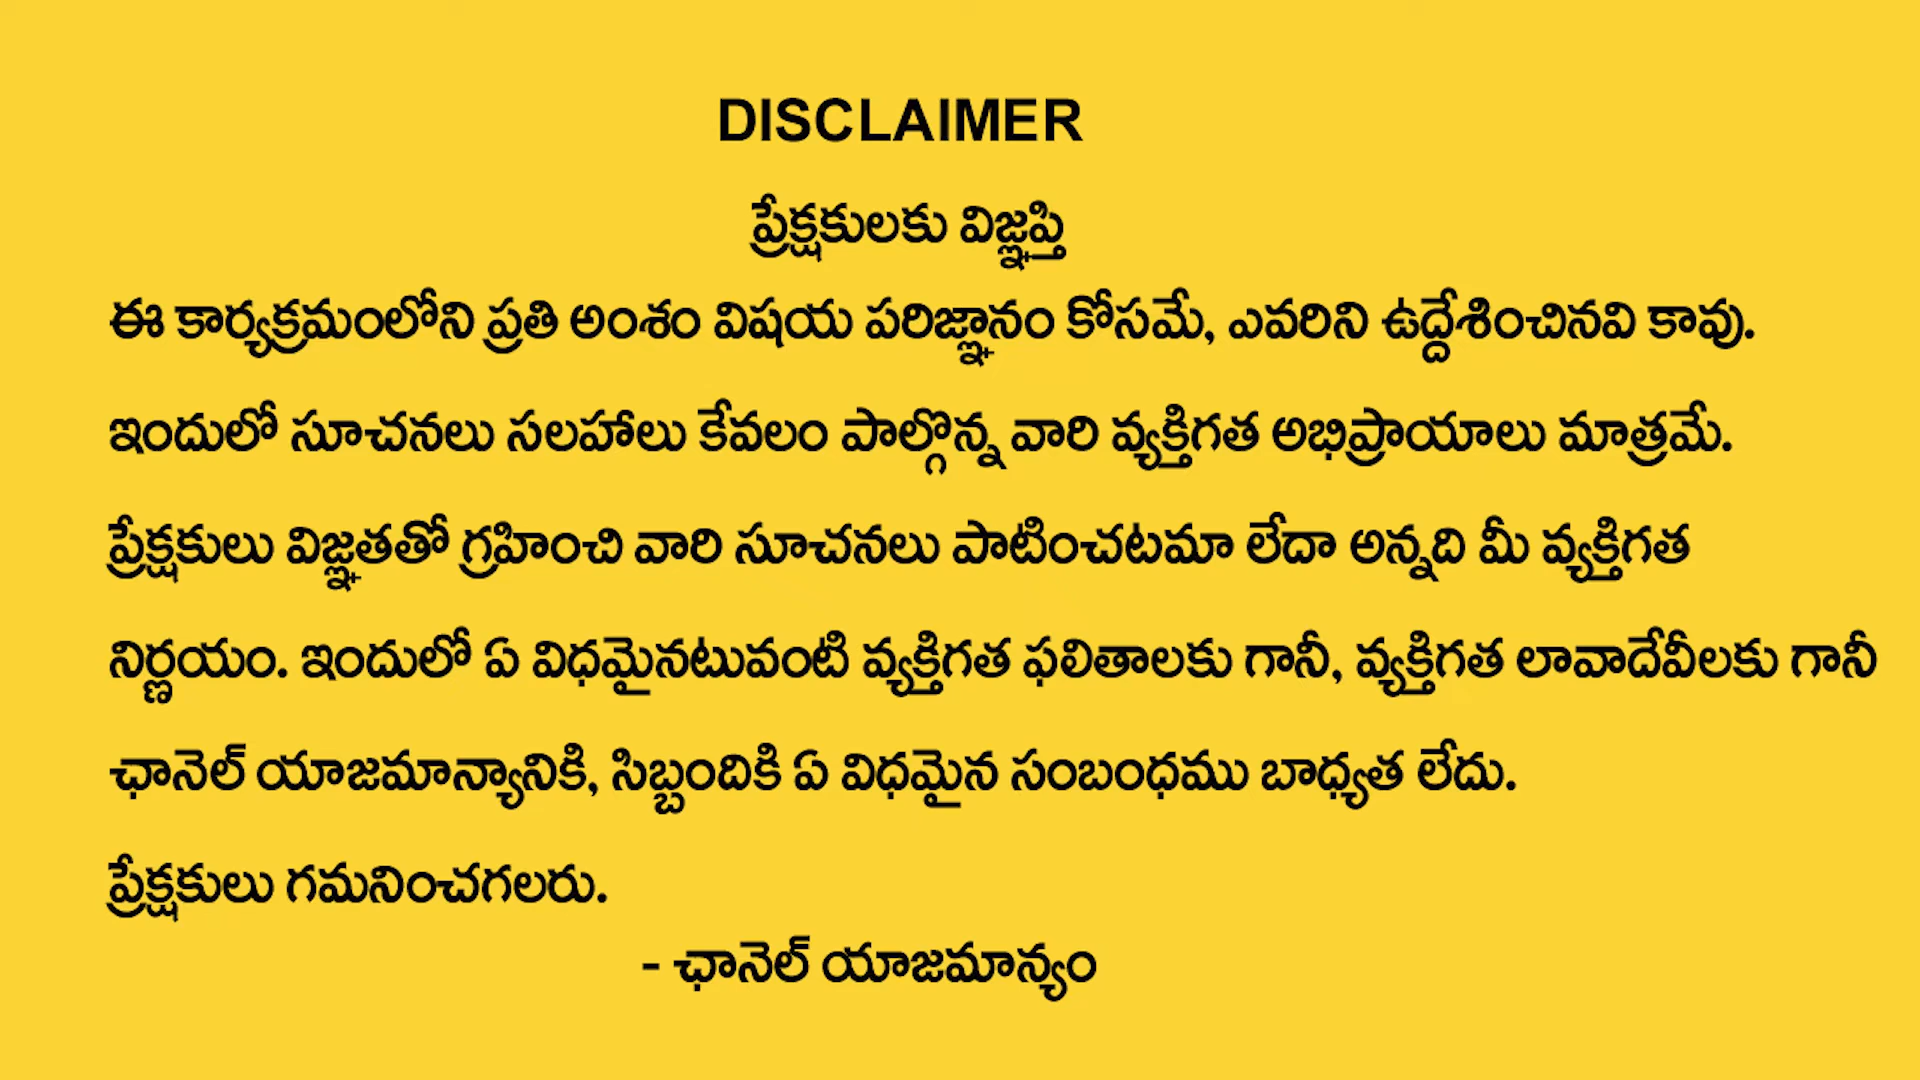 DISCLAIMER
ప్రేక్షకులకు విజ్ఞప్తి
ఈ కార్యక్రమంలోని ప్రతి అంశం విషయ పరిజ్ఞానం కోసమే, ఎవరిని ఉద్దేశించినవి కావు.
ఇందులో సూచనలు సలహాలు కేవలం పాల్గొన్న వారి వ్యక్తిగత అభిప్రాయాలు మాత్రమే.
ప్రేక్షకులు విజ్ఞతతో గ్రహించి వారి సూచనలు పాటించటమా లేదా అన్నది మీ వ్యక్తిగత
నిర్ణయం. ఇందులో ఏ విధమైనటువంటి వ్యక్తిగత ఫలితాలకు గానీ, వ్యక్తిగత లావాదేవీలకు గానీ
ఛానెల్ యాజమాన్యానికి, సిబ్బందికి ఏ విధమైన సంబంధము బాధ్యత లేదు.
ప్రేక్షకులు గమనించగలరు.
- ఛానెల్ యాజమాన్యం